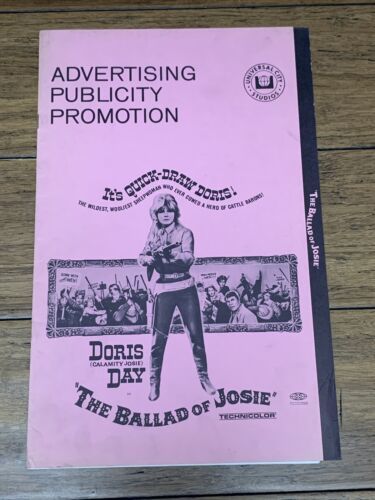 ADVERTISING
PUBLICITY
PROMOTION
UNIVERSAL CITY
STUDIOS
THE BALLAD OF JOSIE
It's QUICK-DRAW DORIS!
THE WILDEST, WOOLIEST SHEEPWOMAN WHO EVER COWED A HERD OF CATTLE BARONS!
DORIS
(CALAMITY JOSIE)
DAY
in
"THE BALLAD OF JOSIE"
TECHNICOLOR